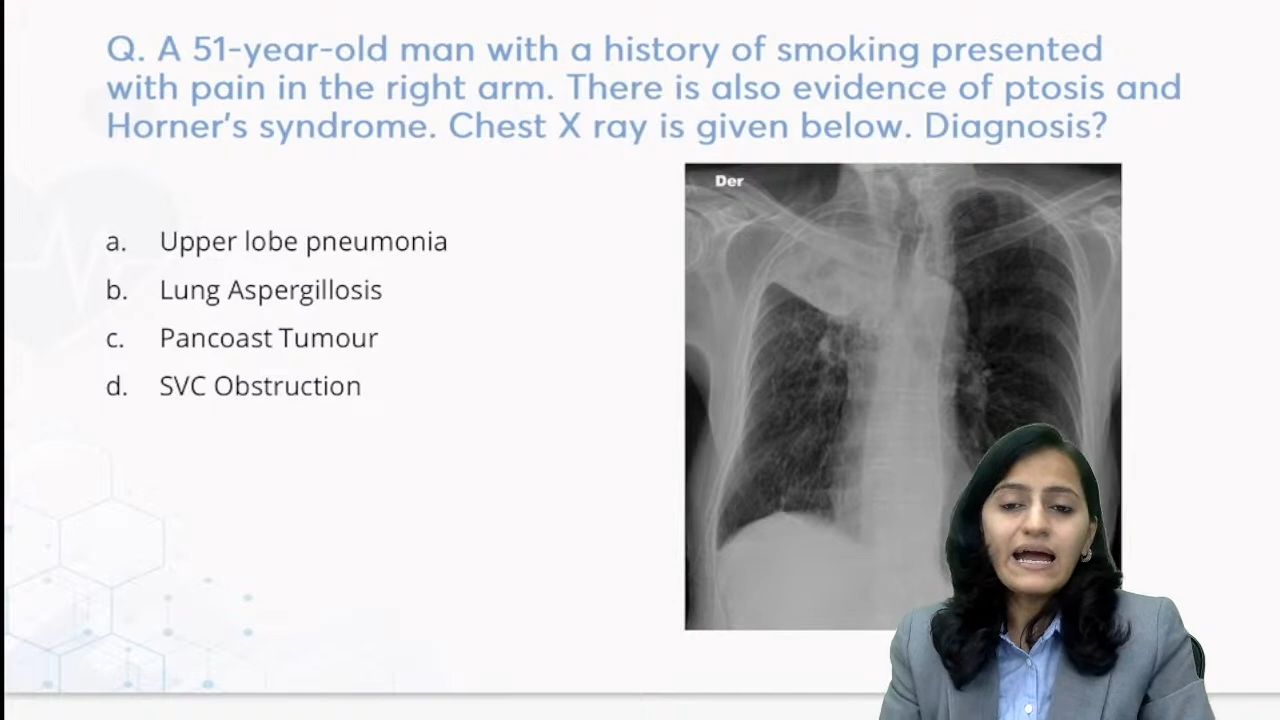 Q. A 51-year-old man with a history of smoking presented
with pain in the right arm. There is also evidence of ptosis and
Horner's syndrome. Chest X ray is given below. Diagnosis?
Der
a. Upper lobe pneumonia
b. Lung Aspergillosis
c. Pancoast Tumour
d. SVC Obstruction